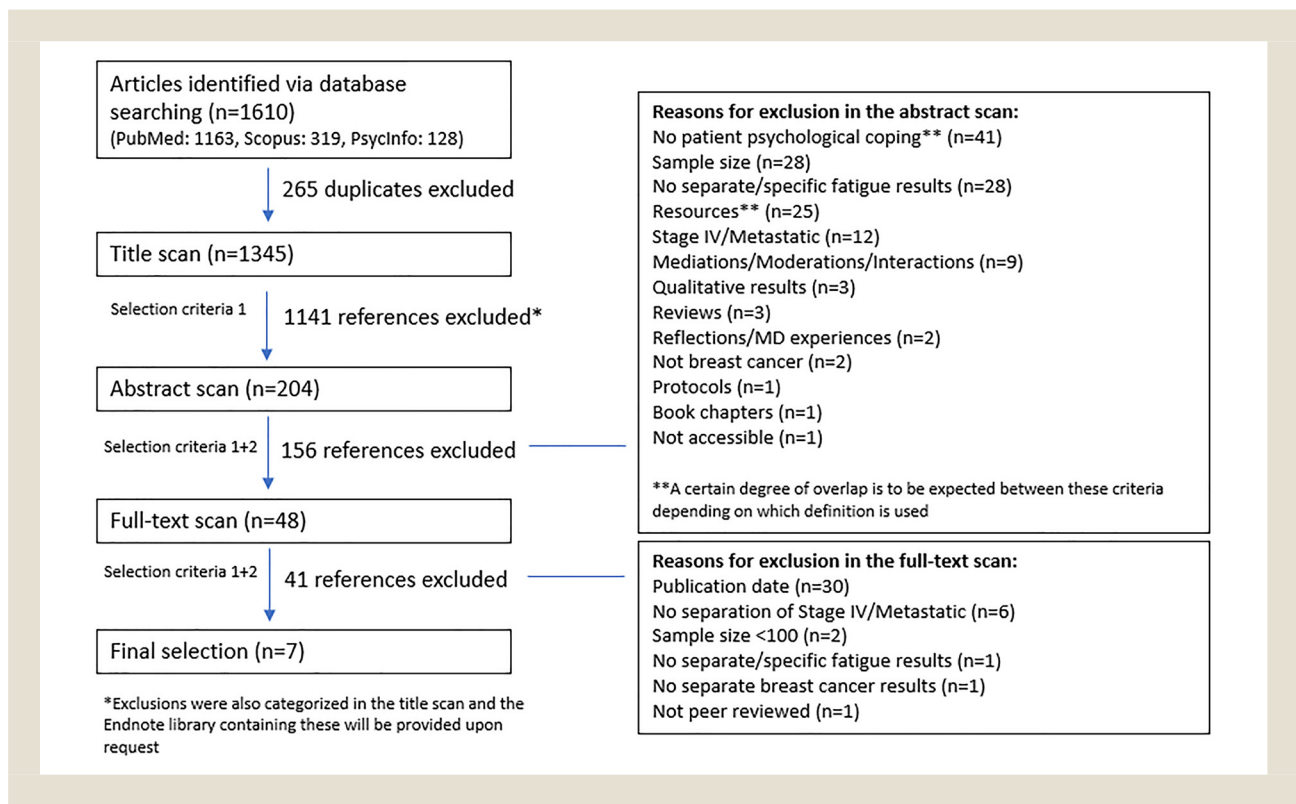 Articles identified via database
searching (n=1610)
(PubMed: 1163, Scopus: 319, PsycInfo: 128)
265 duplicates excluded
Title scan (n=1345)
Selection criteria 1
1141 references excluded*
Abstract scan (n=204)
Selection criteria 1+2
156 references excluded
Full-text scan (n=48)
Selection criteria 1+2
41 references excluded
Final selection (n=7)
*Exclusions were also categorized in the title scan and the
Endnote library containing these will be provided upon
request
Reasons for exclusion in the abstract scan:
No patient psychological coping** (n=41)
Sample size (n=28)
No separate/specific fatigue results (n=28)
Resources** (n=25)
Stage IV/Metastatic (n=12)
Mediations/Moderations/Interactions (n=9)
Qualitative results (n=3)
Reviews (n=3)
Reflections/MD experiences (n=2)
Not breast cancer (n=2)
Protocols (n=1)
Book chapters (n=1)
Not accessible (n=1)
**A certain degree of overlap is to be expected between these criteria
depending on which definition is used
Reasons for exclusion in the full-text scan:
Publication date (n=30)
No separation of Stage IV/Metastatic (n=6)
Sample size <100 (n=2)
No separate/specific fatigue results (n=1)
No separate breast cancer results (n=1)
Not peer reviewed (n=1)